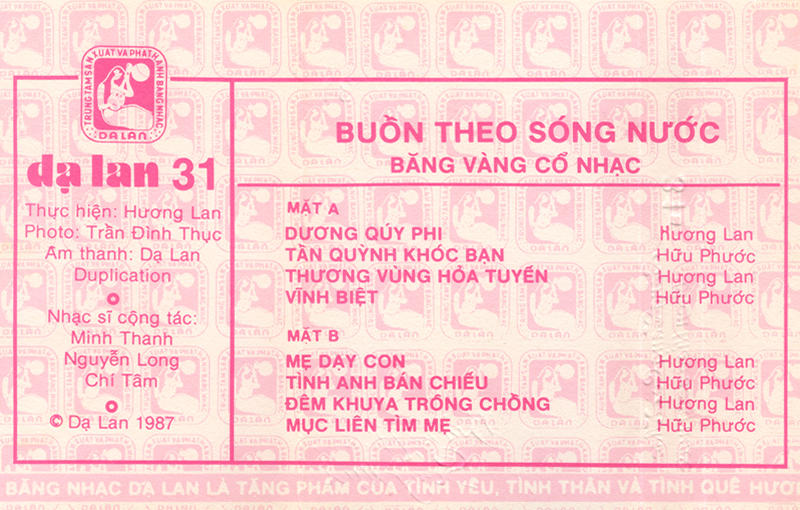 TRUNG TÂM SẢN XUẤT VÀ PHÁT HÀNH BĂNG NHẠC
DẠ LAN
dạ lan 31
Thực hiện: Hương Lan
Photo: Trần Đình Thục
Âm thanh: Dạ Lan
Duplication
Nhạc sĩ cộng tác:
Minh Thanh
Nguyễn Long
Chí Tâm
© Dạ Lan 1987
BUỒN THEO SÓNG NƯỚC
BĂNG VÀNG CỔ NHẠC
MẶT A
DƯƠNG QÚY PHI Hương Lan
TẦN QUỲNH KHÓC BẠN Hữu Phước
THƯƠNG VÙNG HỎA TUYẾN Hương Lan
VĨNH BIỆT Hữu Phước
MẶT B
MẸ DẠY CON Hương Lan
TÌNH ANH BÁN CHIẾU Hữu Phước
ĐÊM KHUYA TRÔNG CHỒNG Hương Lan
MỤC LIÊN TÌM MẸ Hữu Phước
BĂNG NHẠC DẠ LAN LÀ TẶNG PHẨM CỦA TÌNH YÊU, TÌNH THÂN VÀ TÌNH QUÊ HƯƠ